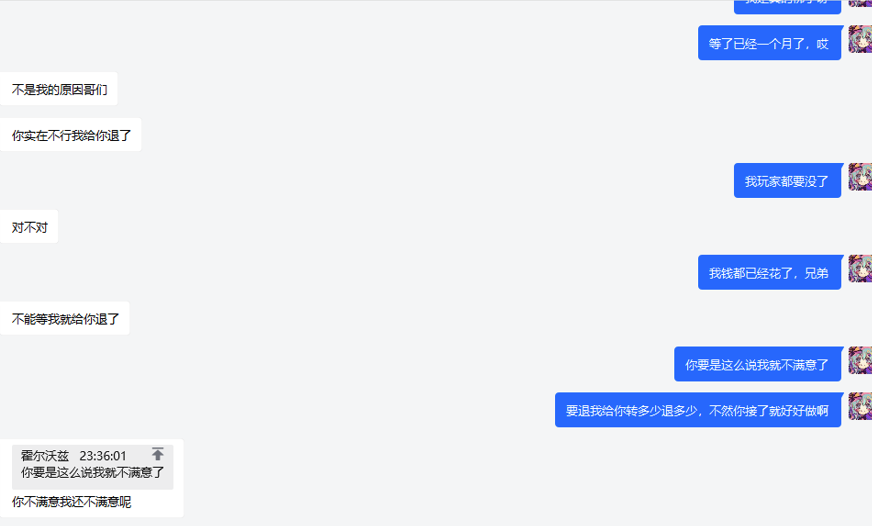 等了已经一个月了，哎
不是我的原因哥们
你实在不行我给你退了
我玩家都要没了
对不对
我钱都已经花了，兄弟
不能等我就给你退了
你要是这么说我就不满意了
要退我给你转多少退多少，不然你接了就好好做啊
霍尔沃兹 23:36:01
你要是这么说我就不满意了
你不满意我还不满意呢